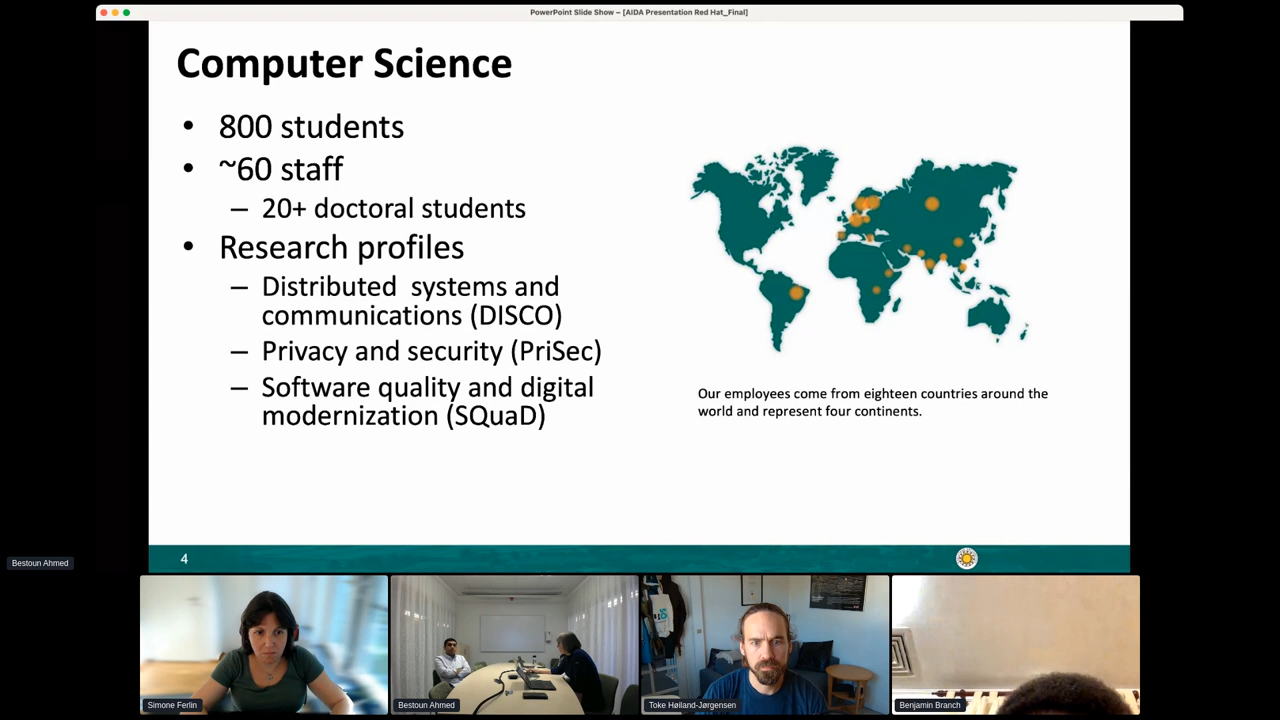 PowerPoint Slide Show – [AIDA Presentation Red Hat_Final]
Computer Science
• 800 students
• ~60 staff
– 20+ doctoral students
• Research profiles
– Distributed systems and
communications (DISCO)
– Privacy and security (PriSec)
– Software quality and digital
modernization (SQuaD)
Our employees come from eighteen countries around the
world and represent four continents.
4
Bestoun Ahmed
Simone Ferlin
Bestoun Ahmed
Toke Høiland-Jørgensen
Benjamin Branch